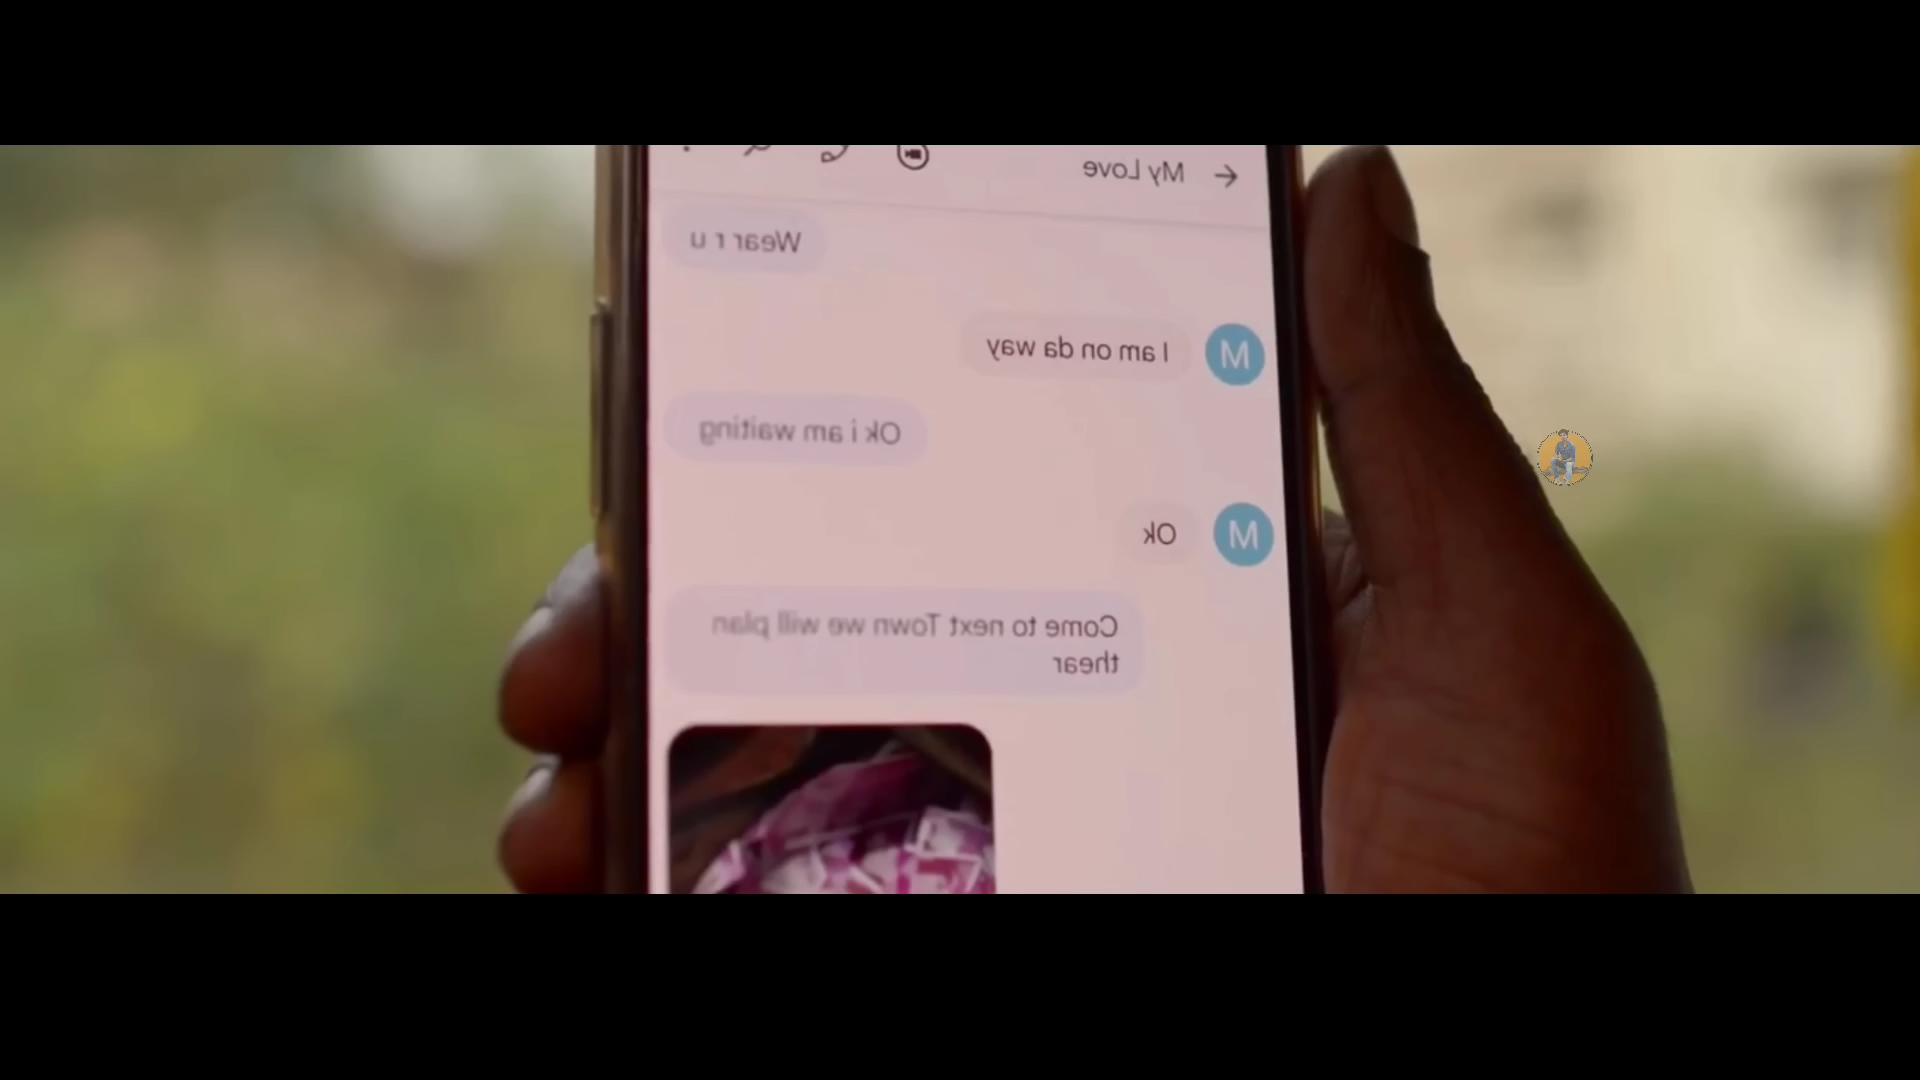 My Love
Wear r u
I am on da way
M
Ok i am waiting
Ok
M
Come to next Town we will plan
thear